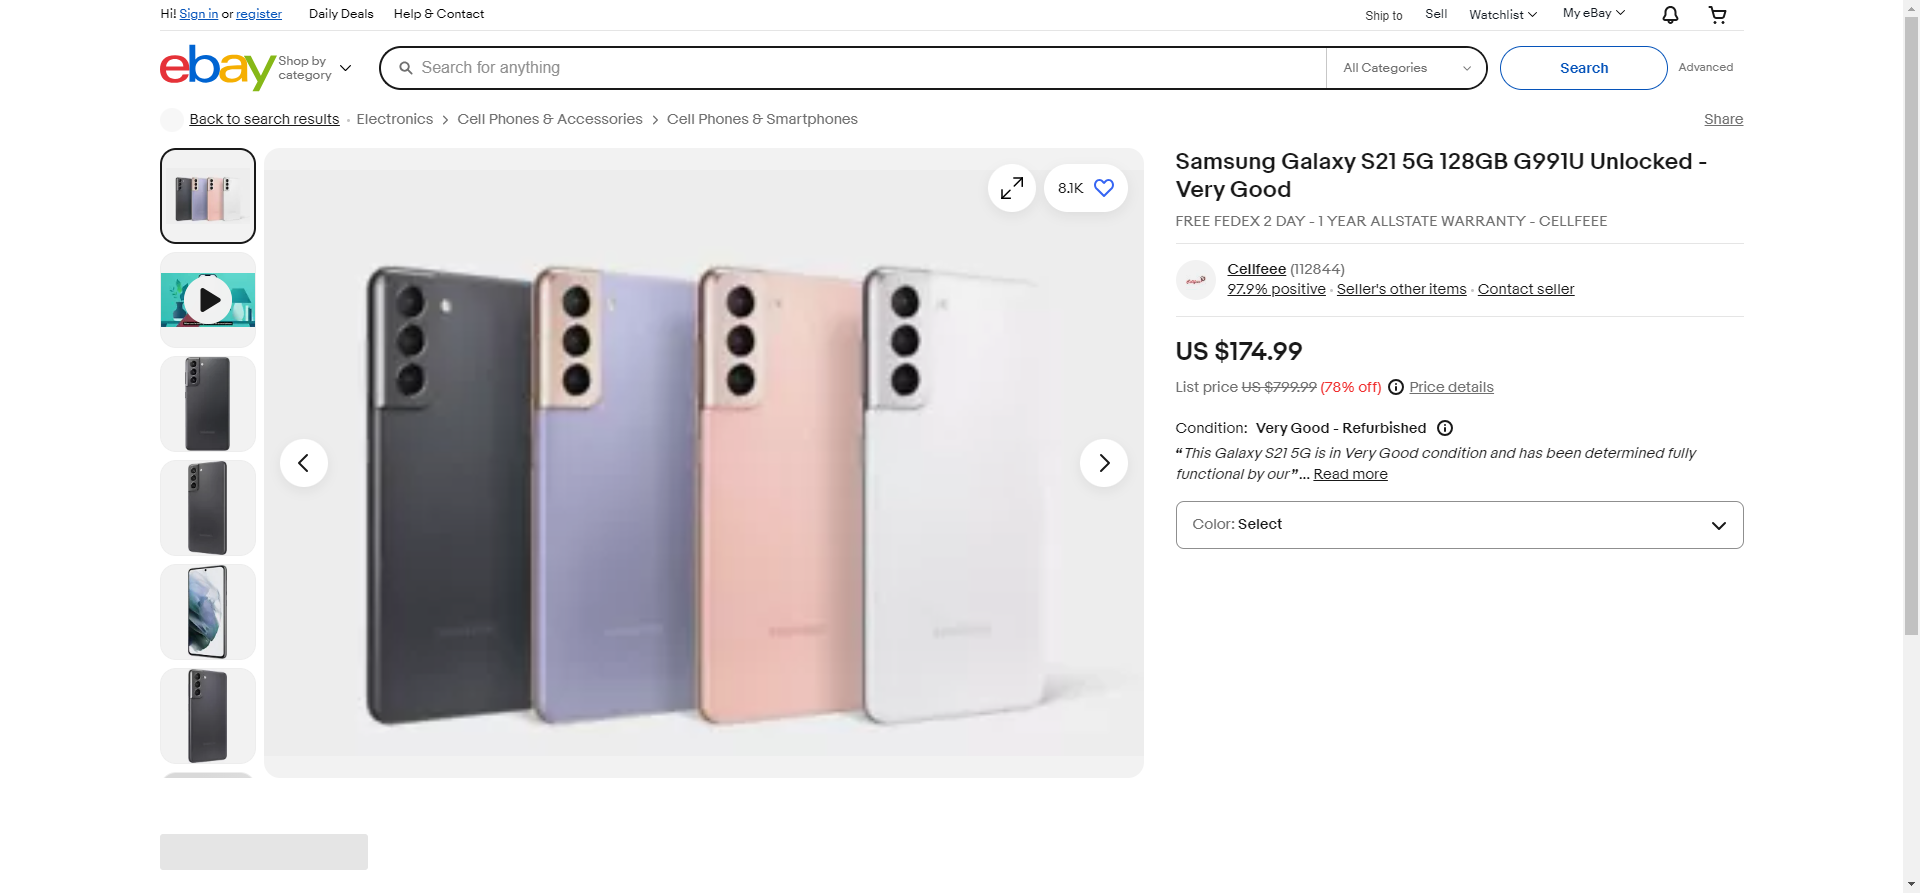 Hi! Sign in or register
Daily Deals
Help & Contact
Ship to
Sell
Watchlist
My eBay
ebay
Shop by
category
Search for anything
All Categories
Search
Advanced
Back to search results
Electronics
Cell Phones & Accessories
Cell Phones & Smartphones
Share
8.1K
Samsung Galaxy S21 5G 128GB G991U Unlocked -
Very Good
FREE FEDEX 2 DAY - 1 YEAR ALLSTATE WARRANTY - CELLFEEE
Cellfeee (112844)
97.9% positive · Seller's other items · Contact seller
US $174.99
List price US $799.99 (78% off) Price details
Condition: Very Good - Refurbished
“This Galaxy S21 5G is in Very Good condition and has been determined fully
functional by our”... Read more
Color: Select